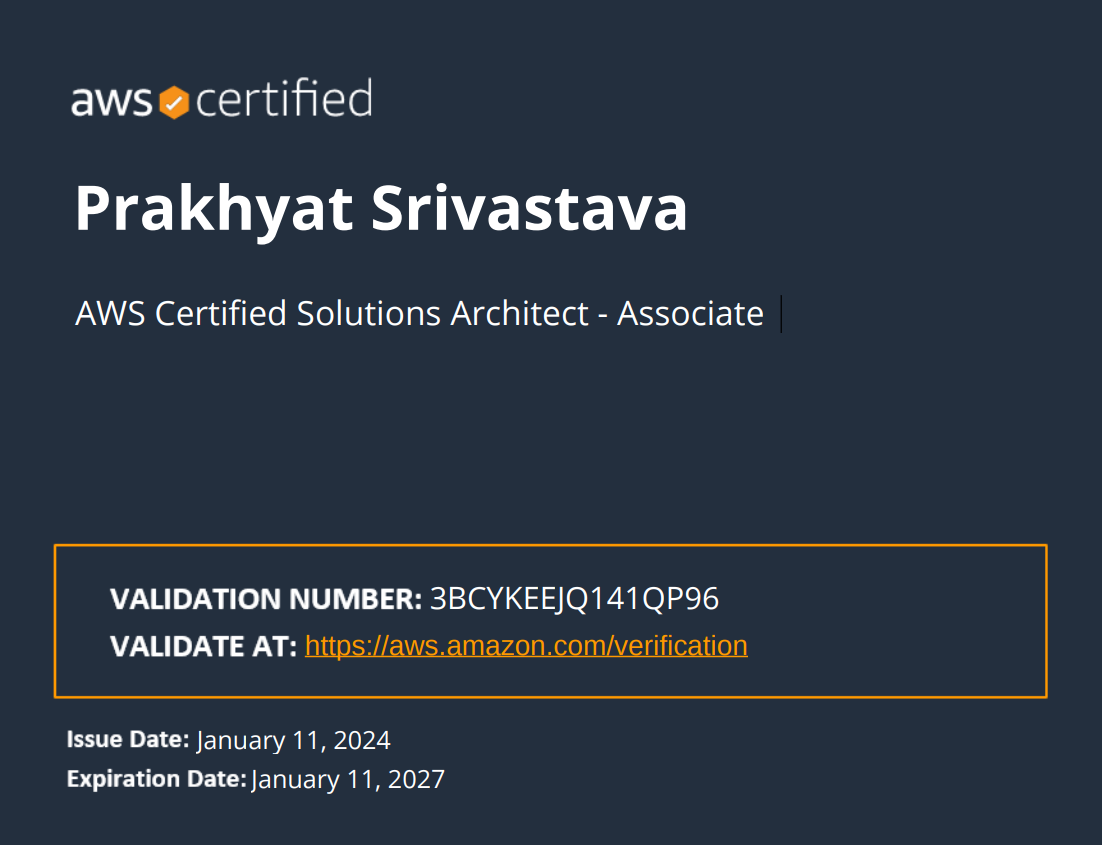 aws certified
Prakhyat Srivastava
AWS Certified Solutions Architect - Associate
VALIDATION NUMBER: 3BCYKEEJQ141QP96
VALIDATE AT: https://aws.amazon.com/verification
Issue Date: January 11, 2024
Expiration Date: January 11, 2027